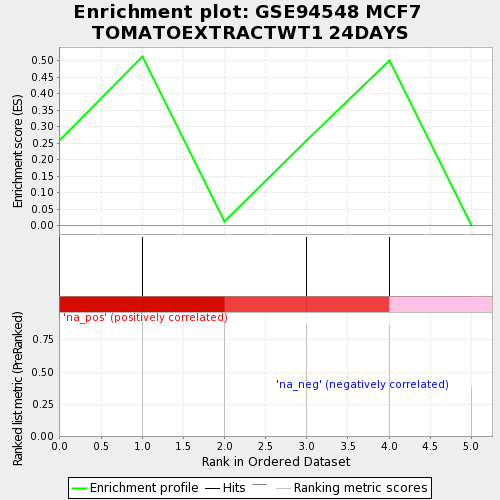 Enrichment plot: GSE94548 MCF7
TOMATOEXTRACTWT1 24DAYS
Enrichment score (ES)
0.50
0.45
0.40
0.35
0.30
0.25
0.20
0.15
0.10
0.05
0.00
'na_pos' (positively correlated)
Ranked list metric (PreRanked)
0.75
0.50
0.25
0.00
'na_neg' (negatively correlated)
0.0 0.5 1.0 1.5 2.0 2.5 3.0 3.5 4.0 4.5 5.0
Rank in Ordered Dataset
Enrichment profile Hits Ranking metric scores